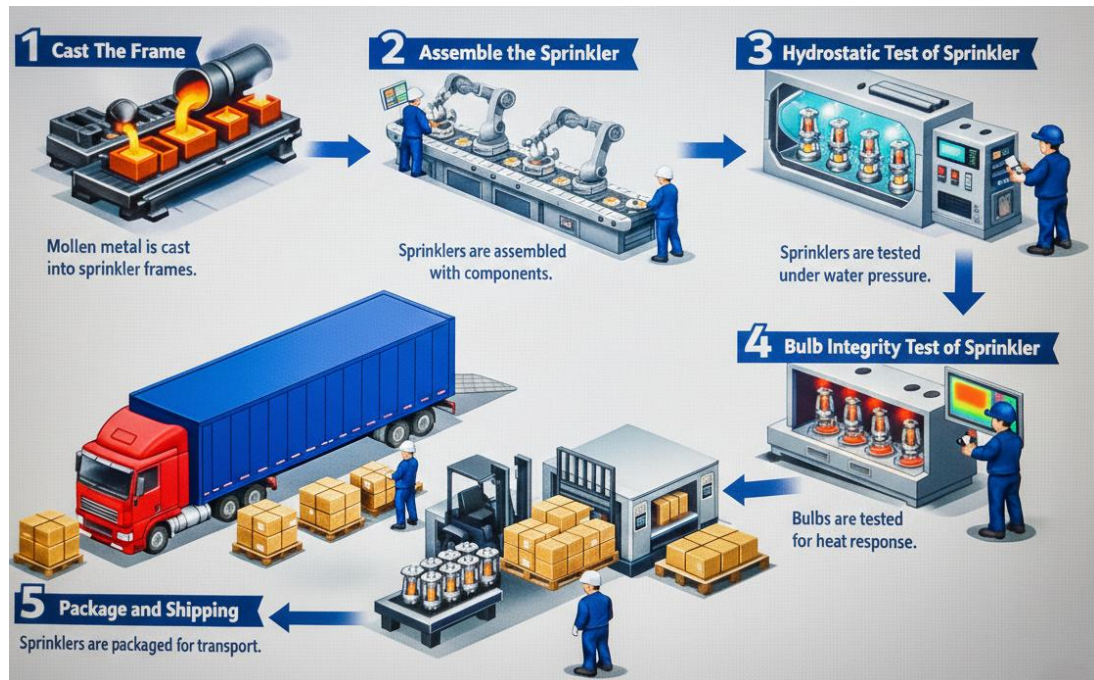 1 Cast The Frame
Mollen metal is cast
into sprinkler frames.
2 Assemble the Sprinkler
Sprinklers are assembled
with components.
3 Hydrostatic Test of Sprinkler
Sprinklers are tested
under water pressure.
4 Bulb Integrity Test of Sprinkler
Bulbs are tested
for heat response.
5 Package and Shipping
Sprinklers are packaged for transport.